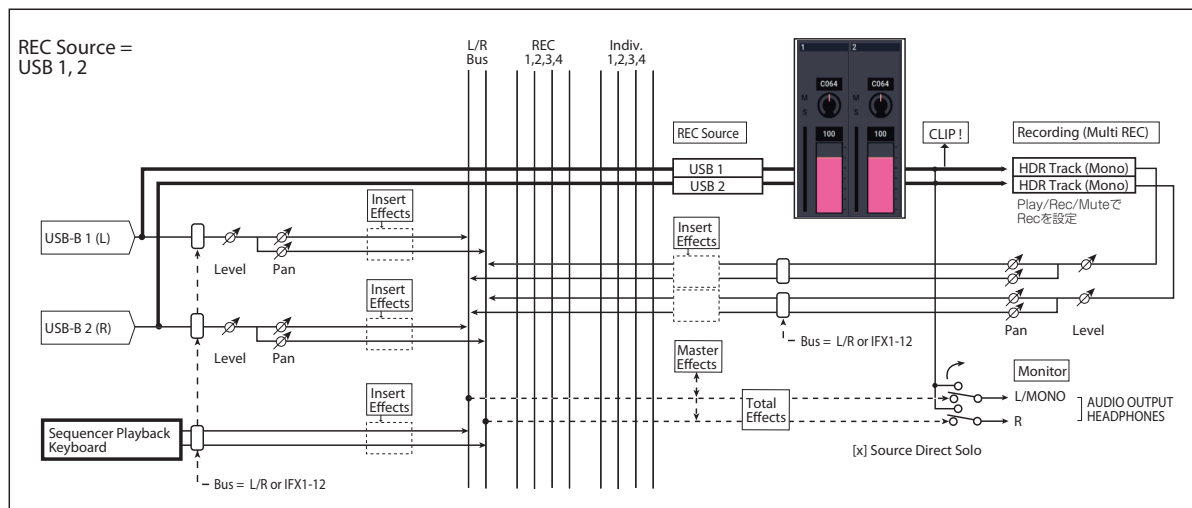 REC Source =
USB 1, 2
L/R
Bus
REC
1,2,3,4
Indiv.
1,2,3,4
1
2
C064
C064
M
S
M
S
100
100
REC Source
CLIP !
Recording (Multi REC)
USB 1
USB 2
HDR Track (Mono)
HDR Track (Mono)
Play/Rec/Muteで
Recを設定
USB-B 1 (L)
Level
Pan
Insert
Effects
Insert
Effects
USB-B 2 (R)
Level
Pan
Insert
Effects
Pan
Level
Bus = L/R or IFX1-12
Master
Effects
Total
Effects
Monitor
L/MONO
R
AUDIO OUTPUT
HEADPHONES
[x] Source Direct Solo
Sequencer Playback
Keyboard
Insert
Effects
Bus = L/R or IFX1-12